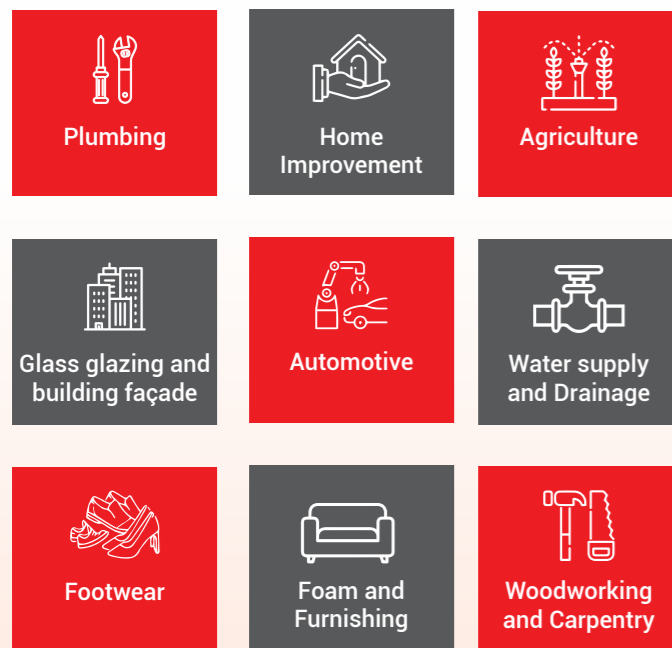 Plumbing
Home
Improvement
Agriculture
Glass glazing and
building façade
Automotive
Water supply
and Drainage
Footwear
Foam and
Furnishing
Woodworking
and Carpentry